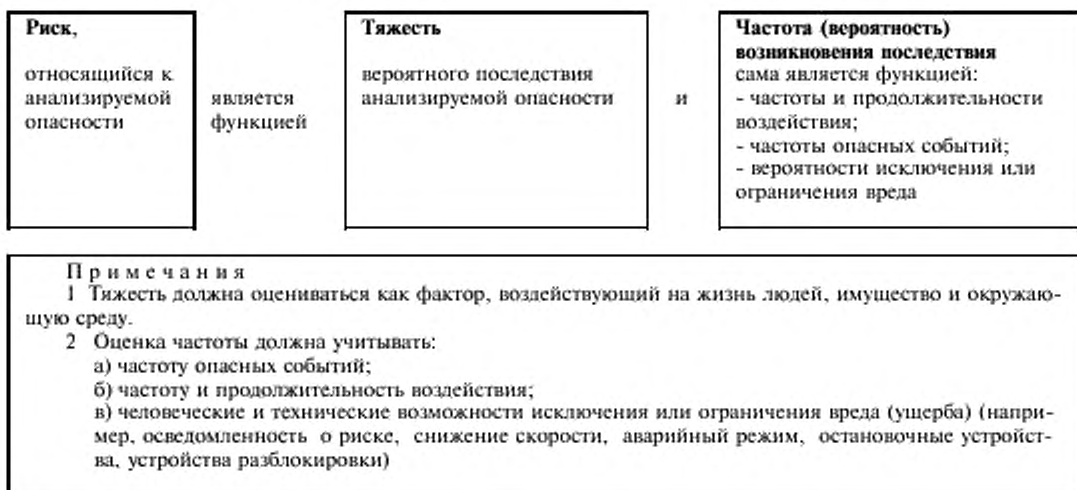 Риск,
относящийся к
анализируемой
опасности
является
функцией
Тяжесть
вероятного последствия
анализируемой опасности
и
Частота (вероятность)
возникновения последствия
сама является функцией:
- частоты и продолжительности
воздействия;
- частоты опасных событий;
- вероятности исключения или
ограничения вреда
П р и м е ч а н и я
1 Тяжесть должна оцениваться как фактор, воздействующий на жизнь людей, имущество и окружаю-
щую среду.
2 Оценка частоты должна учитывать:
а) частоту опасных событий;
б) частоту и продолжительность воздействия;
в) человеческие и технические возможности исключения или ограничения вреда (ущерба) (напри-
мер, осведомленность о риске, снижение скорости, аварийный режим, остановочные устройст-
ва, устройства разблокировки)